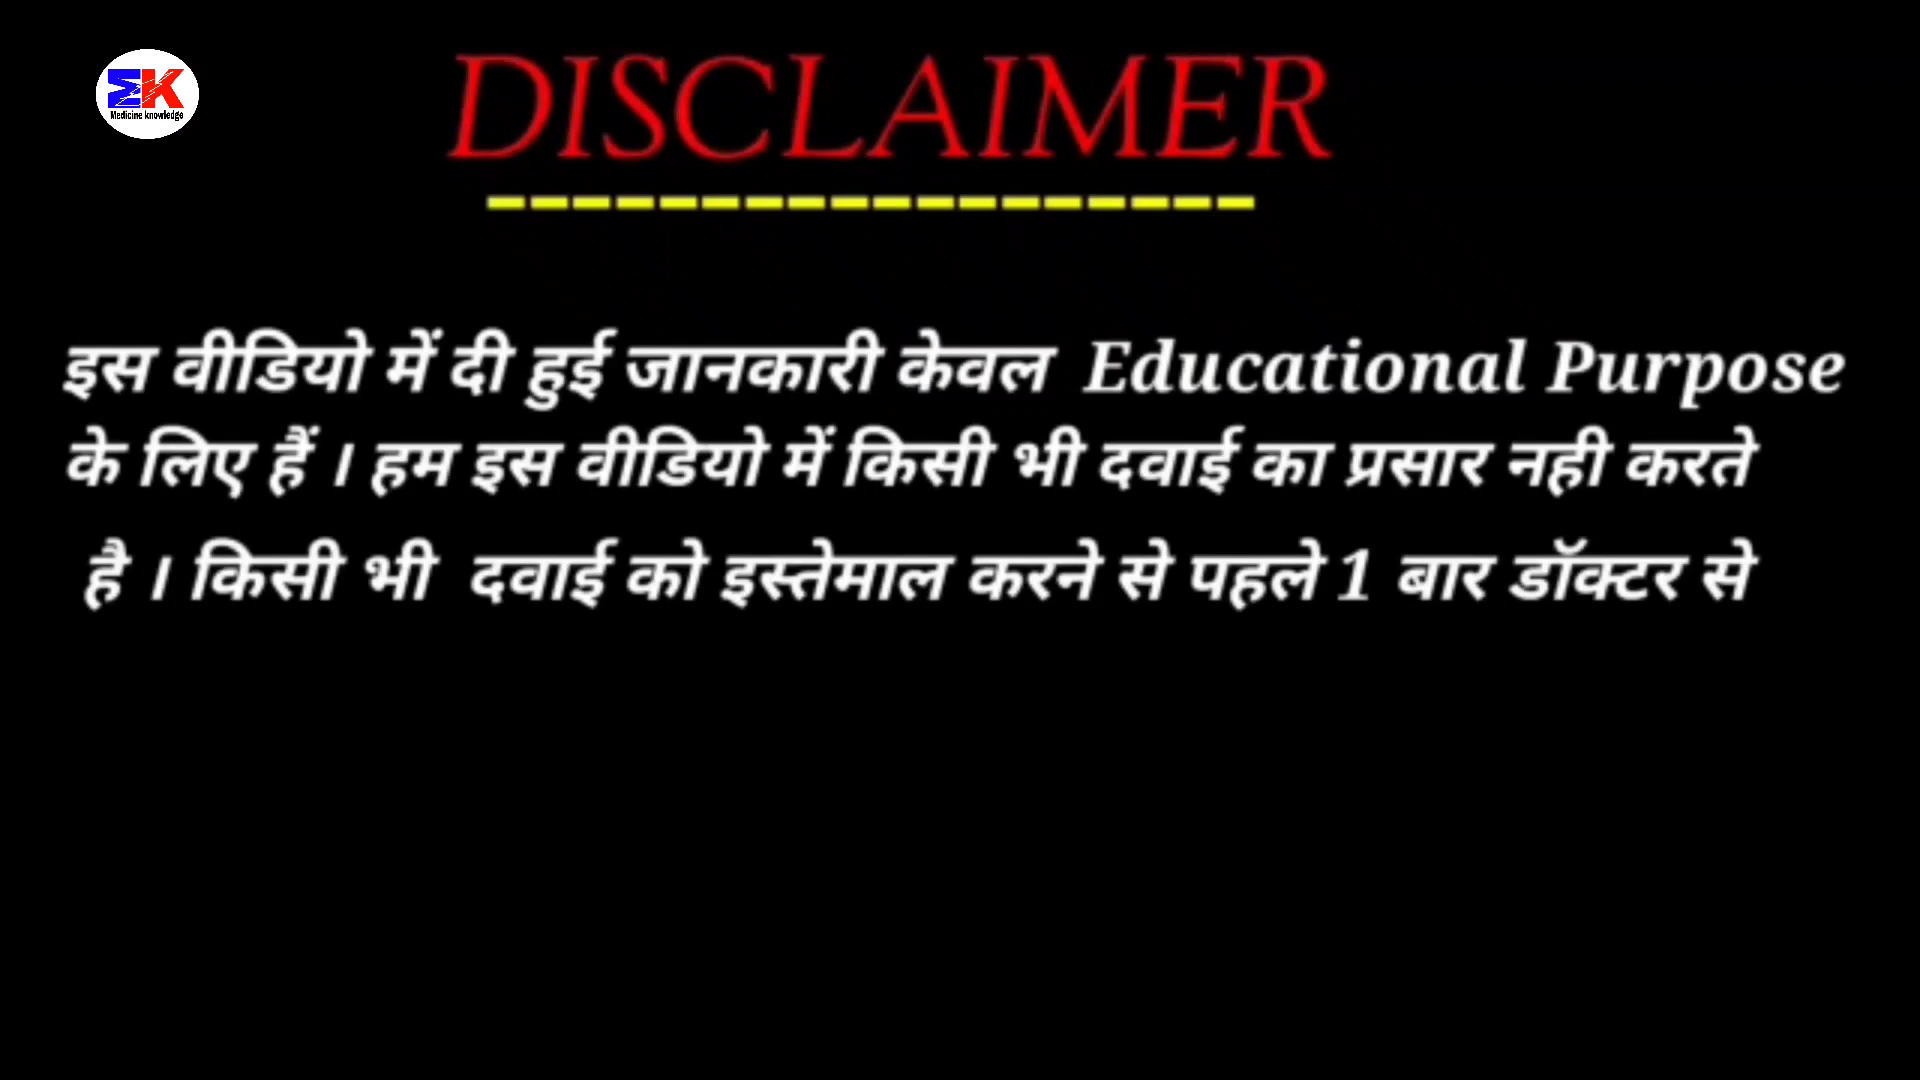 MK
Medicine knowledge
DISCLAIMER
------------------
इस वीडियो में दी हुई जानकारी केवल Educational Purpose
के लिए हैं । हम इस वीडियो में किसी भी दवाई का प्रसार नही करते
है । किसी भी दवाई को इस्तेमाल करने से पहले 1 बार डॉक्टर से